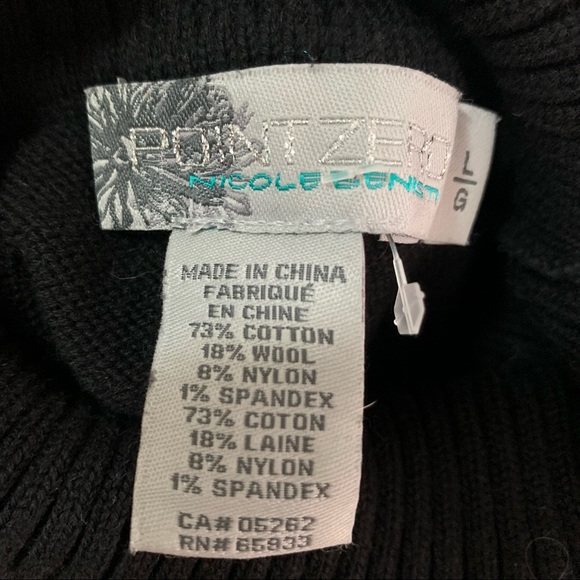 POINT ZERO
NICOLE BENISTI
L
G
MADE IN CHINA
FABRIQUÉ
EN CHINE
73% COTTON
18% WOOL
8% NYLON
1% SPANDEX
73% COTON
18% LAINE
8% NYLON
1% SPANDEX
CA# 05262
RN# 65933